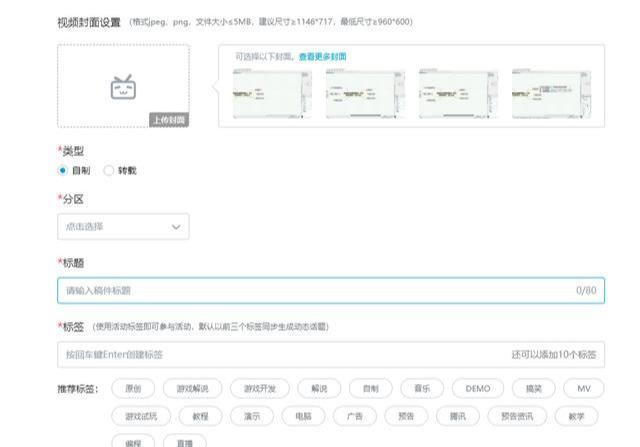 视频封面设置 (格式jpeg、png，文件大小≤5MB，建议尺寸≥1146*717，最低尺寸≥960*600)
可选择以下封面，查看更多封面
上传封面
*类型
自制 转载
*分区
点击选择
*标题
请输入稿件标题 0/80
*标签 (使用活动标签即可参与活动，默认以前三个标签同步生成动态话题)
按回车键Enter创建标签 还可以添加10个标签
推荐标签： 原创 游戏解说 游戏开发 解说 自制 音乐 DEMO 搞笑 MV
游戏试玩 教程 演示 电脑 广告 预告 腾讯 预告资讯 教学
编程 直播